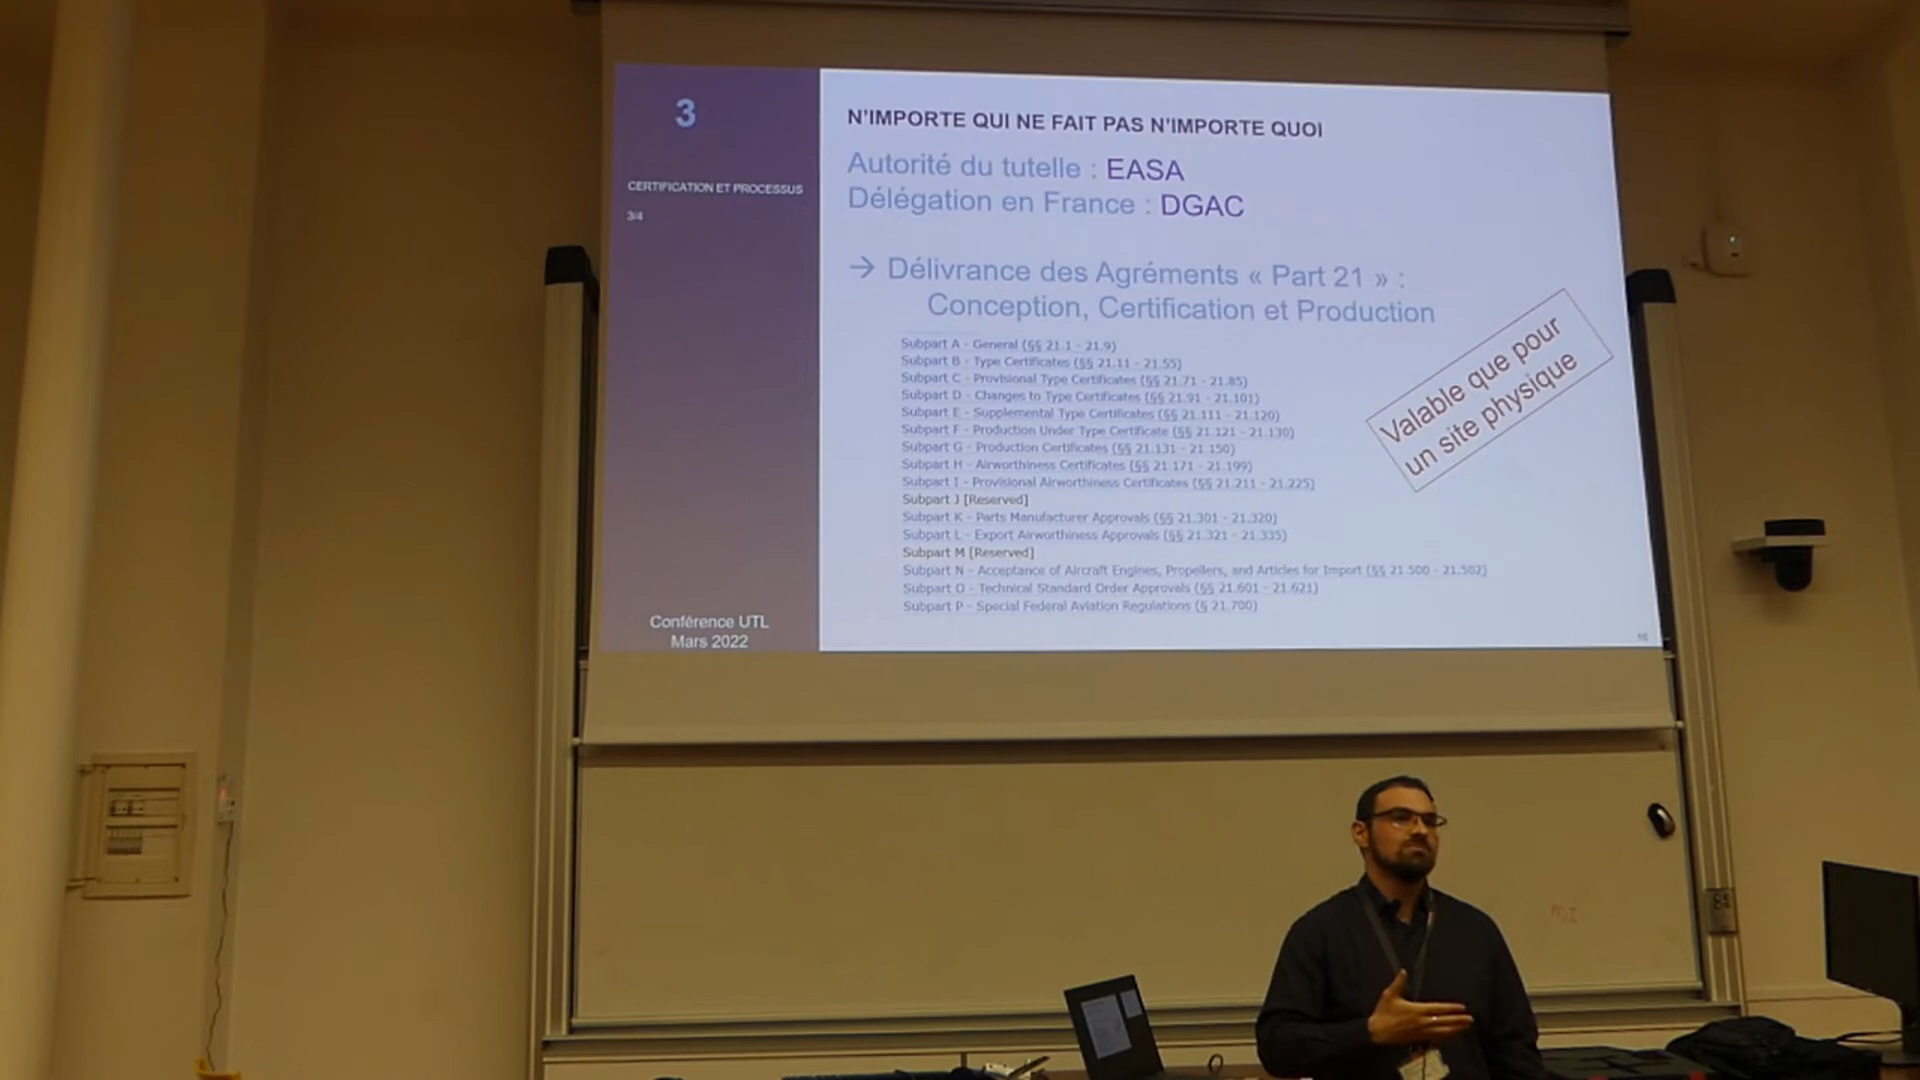 3
CERTIFICATION ET PROCESSUS
3/4
Conférence UTL
Mars 2022
N'IMPORTE QUI NE FAIT PAS N'IMPORTE QUOI
Autorité du tutelle : EASA
Délégation en France : DGAC
→ Délivrance des Agréments « Part 21 » :
Conception, Certification et Production
Subpart A - General (§§ 21.1 - 21.9)
Subpart B - Type Certificates (§§ 21.11 - 21.55)
Subpart C - Provisional Type Certificates (§§ 21.71 - 21.85)
Subpart D - Changes to Type Certificates (§§ 21.91 - 21.101)
Subpart E - Supplemental Type Certificates (§§ 21.111 - 21.120)
Subpart F - Production Under Type Certificate (§§ 21.121 - 21.130)
Subpart G - Production Certificates (§§ 21.131 - 21.150)
Subpart H - Airworthiness Certificates (§§ 21.171 - 21.199)
Subpart I - Provisional Airworthiness Certificates (§§ 21.211 - 21.225)
Subpart J [Reserved]
Subpart K - Parts Manufacturer Approvals (§§ 21.301 - 21.320)
Subpart L - Export Airworthiness Approvals (§§ 21.321 - 21.335)
Subpart M [Reserved]
Subpart N - Acceptance of Aircraft Engines, Propellers, and Articles for Import (§§ 21.500 - 21.502)
Subpart O - Technical Standard Order Approvals (§§ 21.601 - 21.621)
Subpart P - Special Federal Aviation Regulations (§ 21.700)
Valable que pour
un site physique